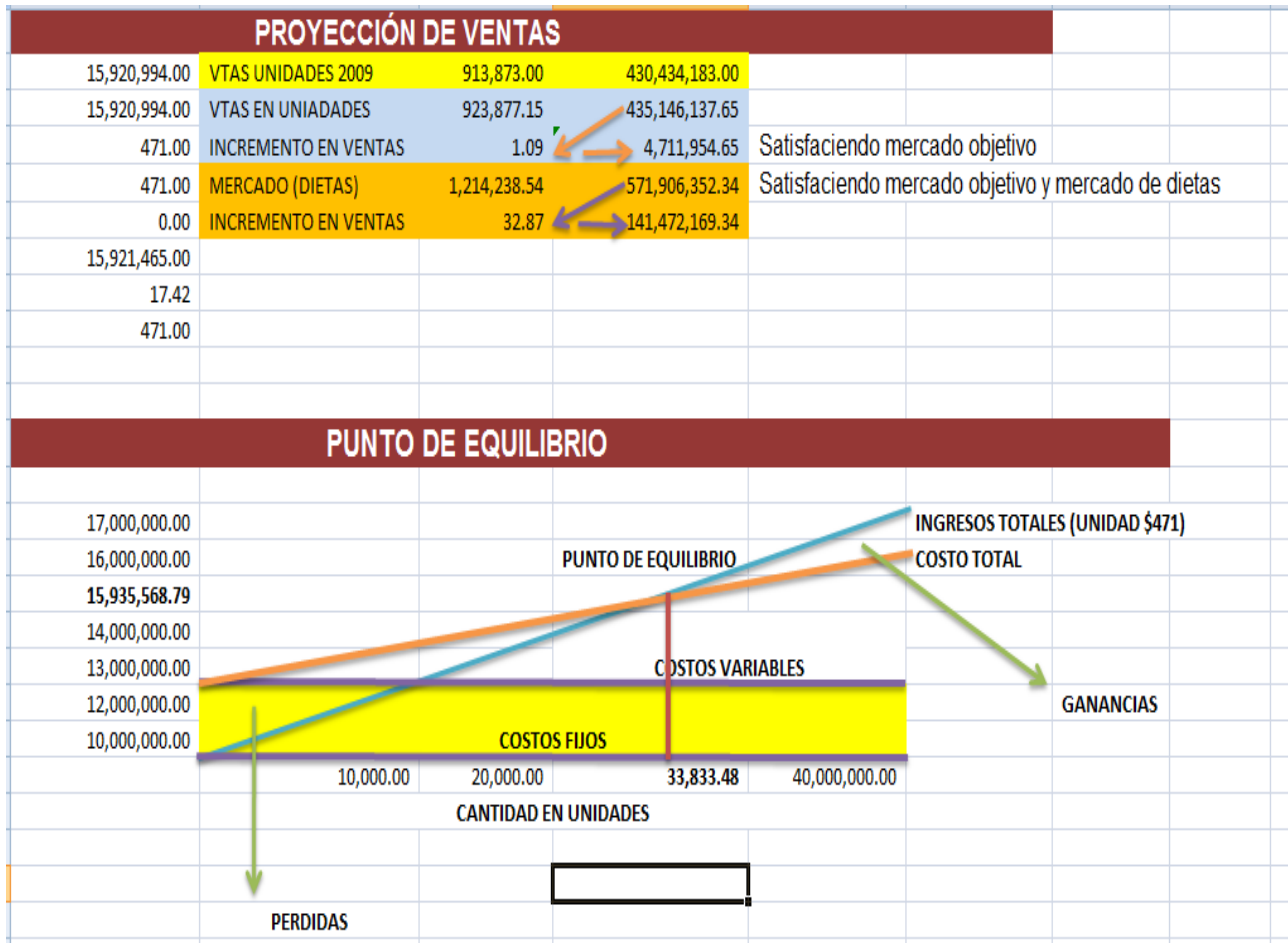 PROYECCIÓN DE VENTAS
15,920,994.00 VTAS UNIDADES 2009 913,873.00 430,434,183.00
15,920,994.00 VTAS EN UNIADADES 923,877.15 435,146,137.65
471.00 INCREMENTO EN VENTAS 1.09 4,711,954.65 Satisfaciendo mercado objetivo
471.00 MERCADO (DIETAS) 1,214,238.54 571,906,352.34 Satisfaciendo mercado objetivo y mercado de dietas
0.00 INCREMENTO EN VENTAS 32.87 141,472,169.34
15,921,465.00
17.42
471.00
PUNTO DE EQUILIBRIO
17,000,000.00 INGRESOS TOTALES (UNIDAD $471)
16,000,000.00 PUNTO DE EQUILIBRIO COSTO TOTAL
15,935,568.79
14,000,000.00
13,000,000.00 COSTOS VARIABLES
12,000,000.00 GANANCIAS
10,000,000.00 COSTOS FIJOS
10,000.00 20,000.00 33,833.48 40,000,000.00
CANTIDAD EN UNIDADES
PERDIDAS